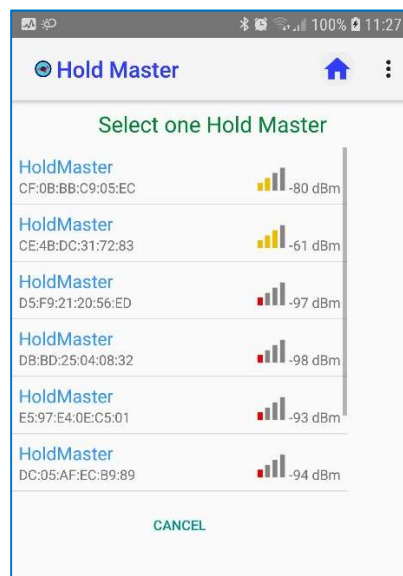 100% 11:27
Hold Master
Select one Hold Master
HoldMaster
CF:0B:BB:C9:05:EC -80 dBm
HoldMaster
CE:4B:DC:31:72:83 -61 dBm
HoldMaster
D5:F9:21:20:56:ED -97 dBm
HoldMaster
DB:BD:25:04:08:32 -98 dBm
HoldMaster
E5:97:E4:0E:C5:01 -93 dBm
HoldMaster
DC:05:AF:EC:B9:89 -94 dBm
CANCEL